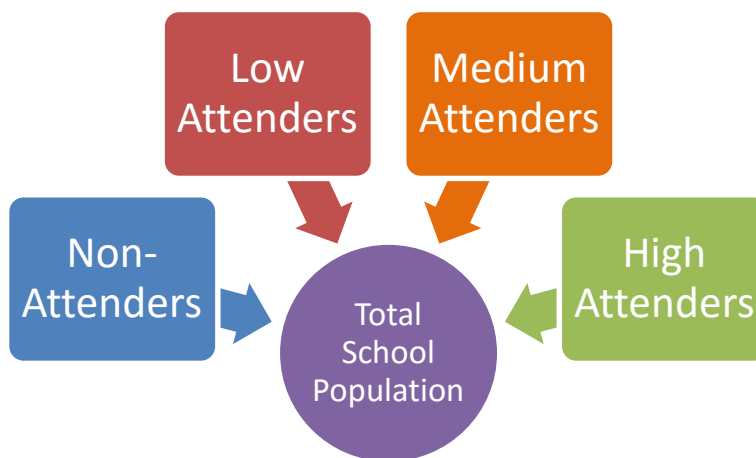 Low
Attenders
Medium
Attenders
Non-
Attenders
High
Attenders
Total
School
Population